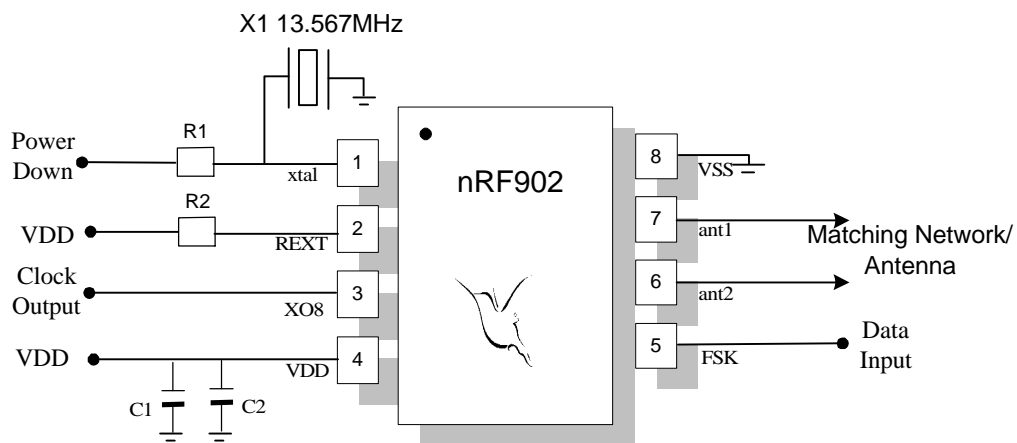 X1 13.567MHz
Power
Down
R1
xtal
1
VDD
R2
REXT
2
Clock
Output
XO8
3
VDD
VDD
4
C1
C2
nRF902
8
VSS
7
ant1
Matching Network/
Antenna
6
ant2
5
FSK
Data
Input